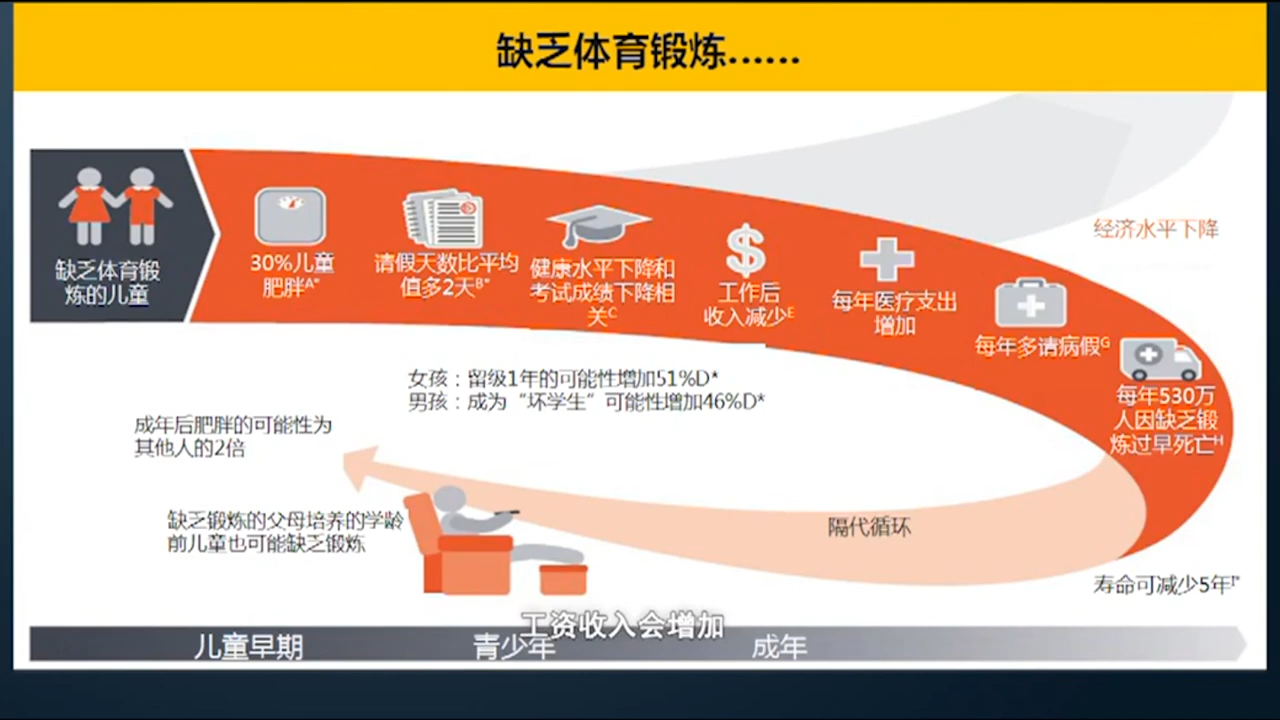 缺乏体育锻炼……
缺乏体育锻
炼的儿童
30%儿童
肥胖A*
请假天数比平均
值多2天B*
健康水平下降和
考试成绩下降相
关C
工作后
收入减少E
每年医疗支出
增加
每年多请病假G
每年530万
人因缺乏锻
炼过早死亡H
经济水平下降
女孩：留级1年的可能性增加51%D*
男孩：成为“坏学生”可能性增加46%D*
成年后肥胖的可能性为
其他人的2倍
缺乏锻炼的父母培养的学龄
前儿童也可能缺乏锻炼
隔代循环
寿命可减少5年I*
工资收入会增加
儿童早期
青少年
成年